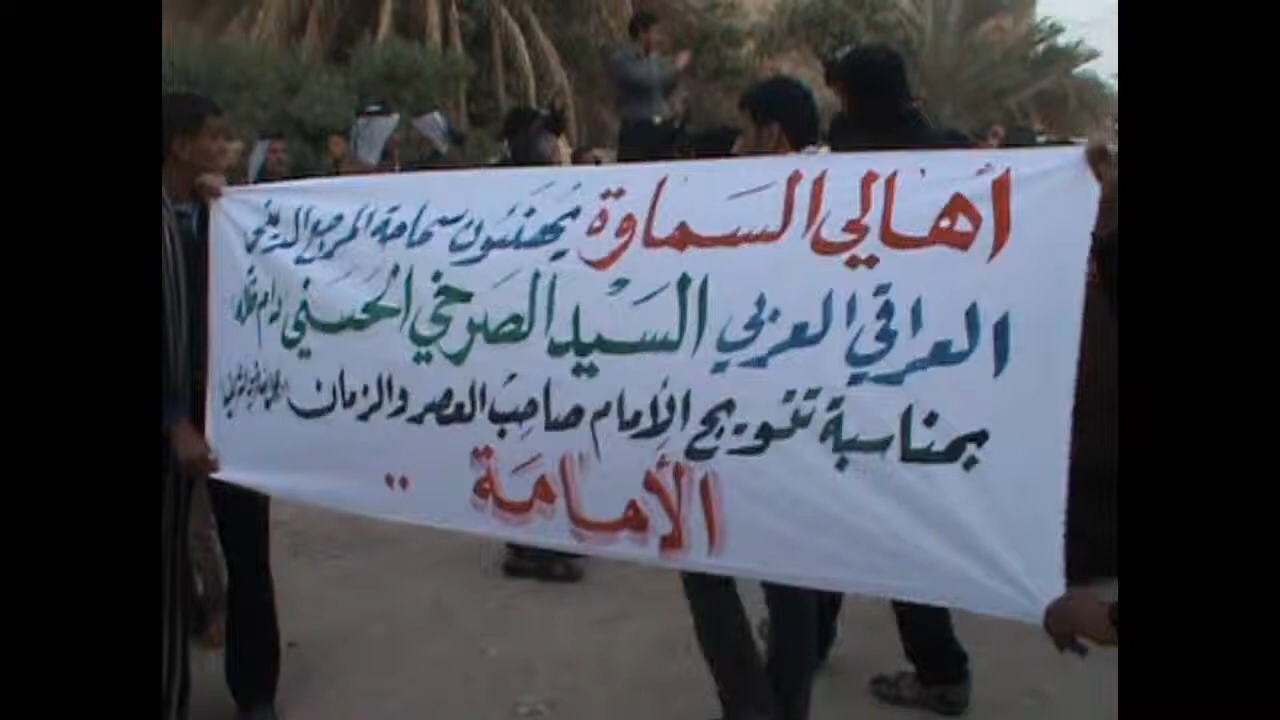 أهالي السماوة يهنئون سماحة المرجع الديني
العراقي العربي السيد الصرخي الحسني دام ظله
بمناسبة تتويج الإمام صاحب العصر والزمان
الأمامة ..